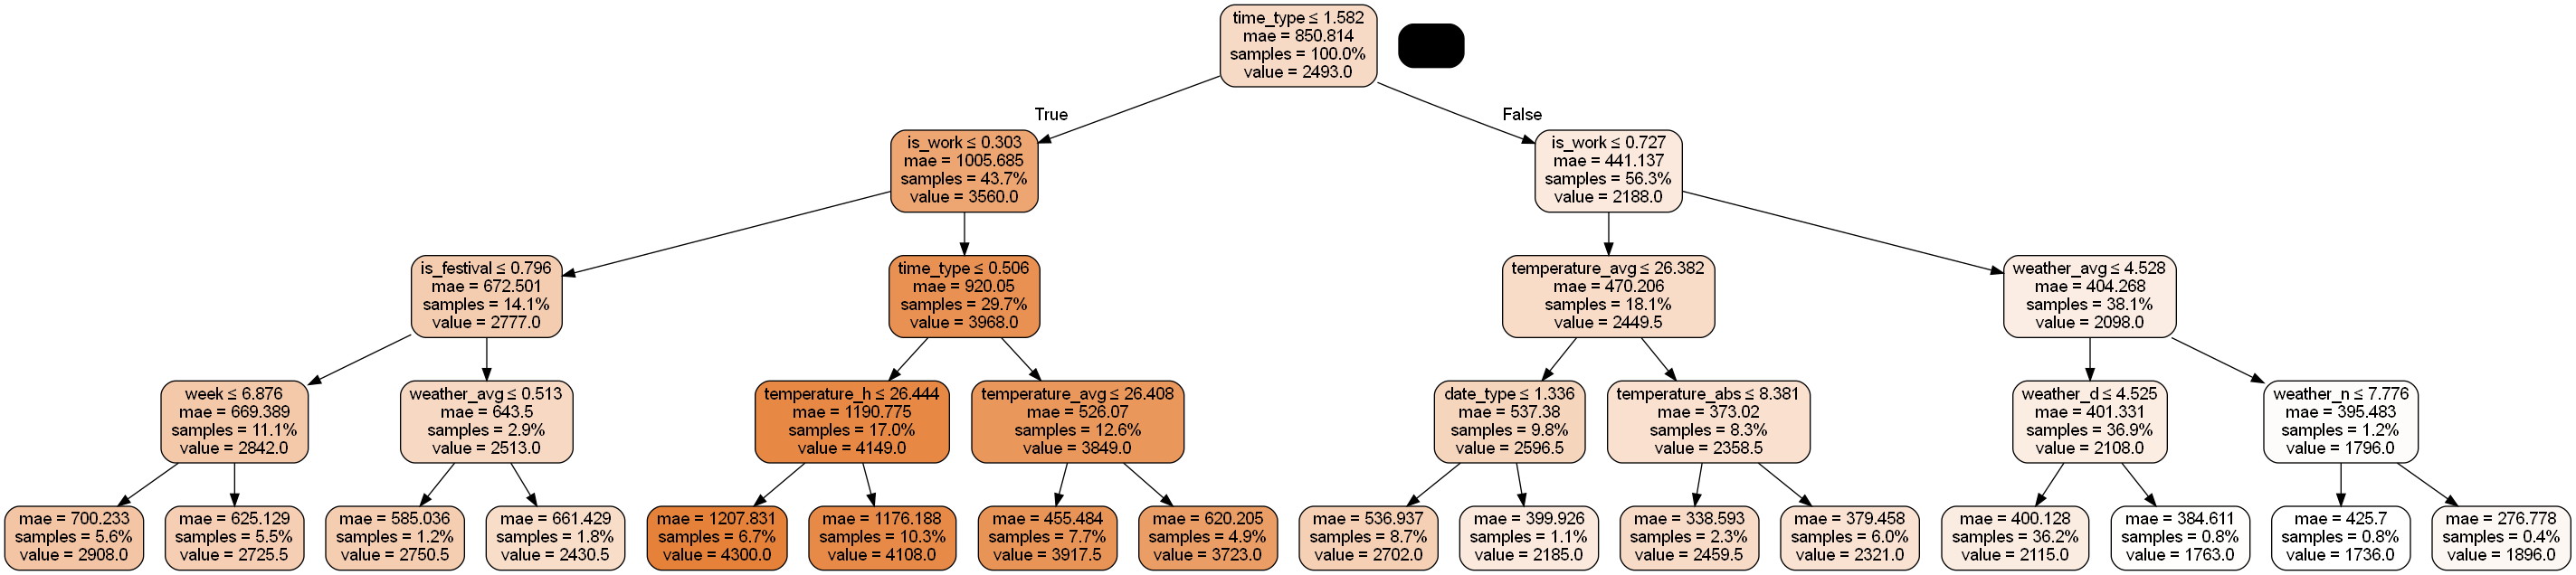 time_type ≤ 1.582
mae = 850.814
samples = 100.0%
value = 2493.0
True
False
is_work ≤ 0.303
mae = 1005.685
samples = 43.7%
value = 3560.0
is_work ≤ 0.727
mae = 441.137
samples = 56.3%
value = 2188.0
is_festival ≤ 0.796
mae = 672.501
samples = 14.1%
value = 2777.0
time_type ≤ 0.506
mae = 920.05
samples = 29.7%
value = 3968.0
temperature_avg ≤ 26.382
mae = 470.206
samples = 18.1%
value = 2449.5
weather_avg ≤ 4.528
mae = 404.268
samples = 38.1%
value = 2098.0
week ≤ 6.876
mae = 669.389
samples = 11.1%
value = 2842.0
weather_avg ≤ 0.513
mae = 643.5
samples = 2.9%
value = 2513.0
temperature_h ≤ 26.444
mae = 1190.775
samples = 17.0%
value = 4149.0
temperature_avg ≤ 26.408
mae = 526.07
samples = 12.6%
value = 3849.0
date_type ≤ 1.336
mae = 537.38
samples = 9.8%
value = 2596.5
temperature_abs ≤ 8.381
mae = 373.02
samples = 8.3%
value = 2358.5
weather_d ≤ 4.525
mae = 401.331
samples = 36.9%
value = 2108.0
weather_n ≤ 7.776
mae = 395.483
samples = 1.2%
value = 1796.0
mae = 700.233
samples = 5.6%
value = 2908.0
mae = 625.129
samples = 5.5%
value = 2725.5
mae = 585.036
samples = 1.2%
value = 2750.5
mae = 661.429
samples = 1.8%
value = 2430.5
mae = 1207.831
samples = 6.7%
value = 4300.0
mae = 1176.188
samples = 10.3%
value = 4108.0
mae = 455.484
samples = 7.7%
value = 3917.5
mae = 620.205
samples = 4.9%
value = 3723.0
mae = 536.937
samples = 8.7%
value = 2702.0
mae = 399.926
samples = 1.1%
value = 2185.0
mae = 338.593
samples = 2.3%
value = 2459.5
mae = 379.458
samples = 6.0%
value = 2321.0
mae = 400.128
samples = 36.2%
value = 2115.0
mae = 384.611
samples = 0.8%
value = 1763.0
mae = 425.7
samples = 0.8%
value = 1736.0
mae = 276.778
samples = 0.4%
value = 1896.0